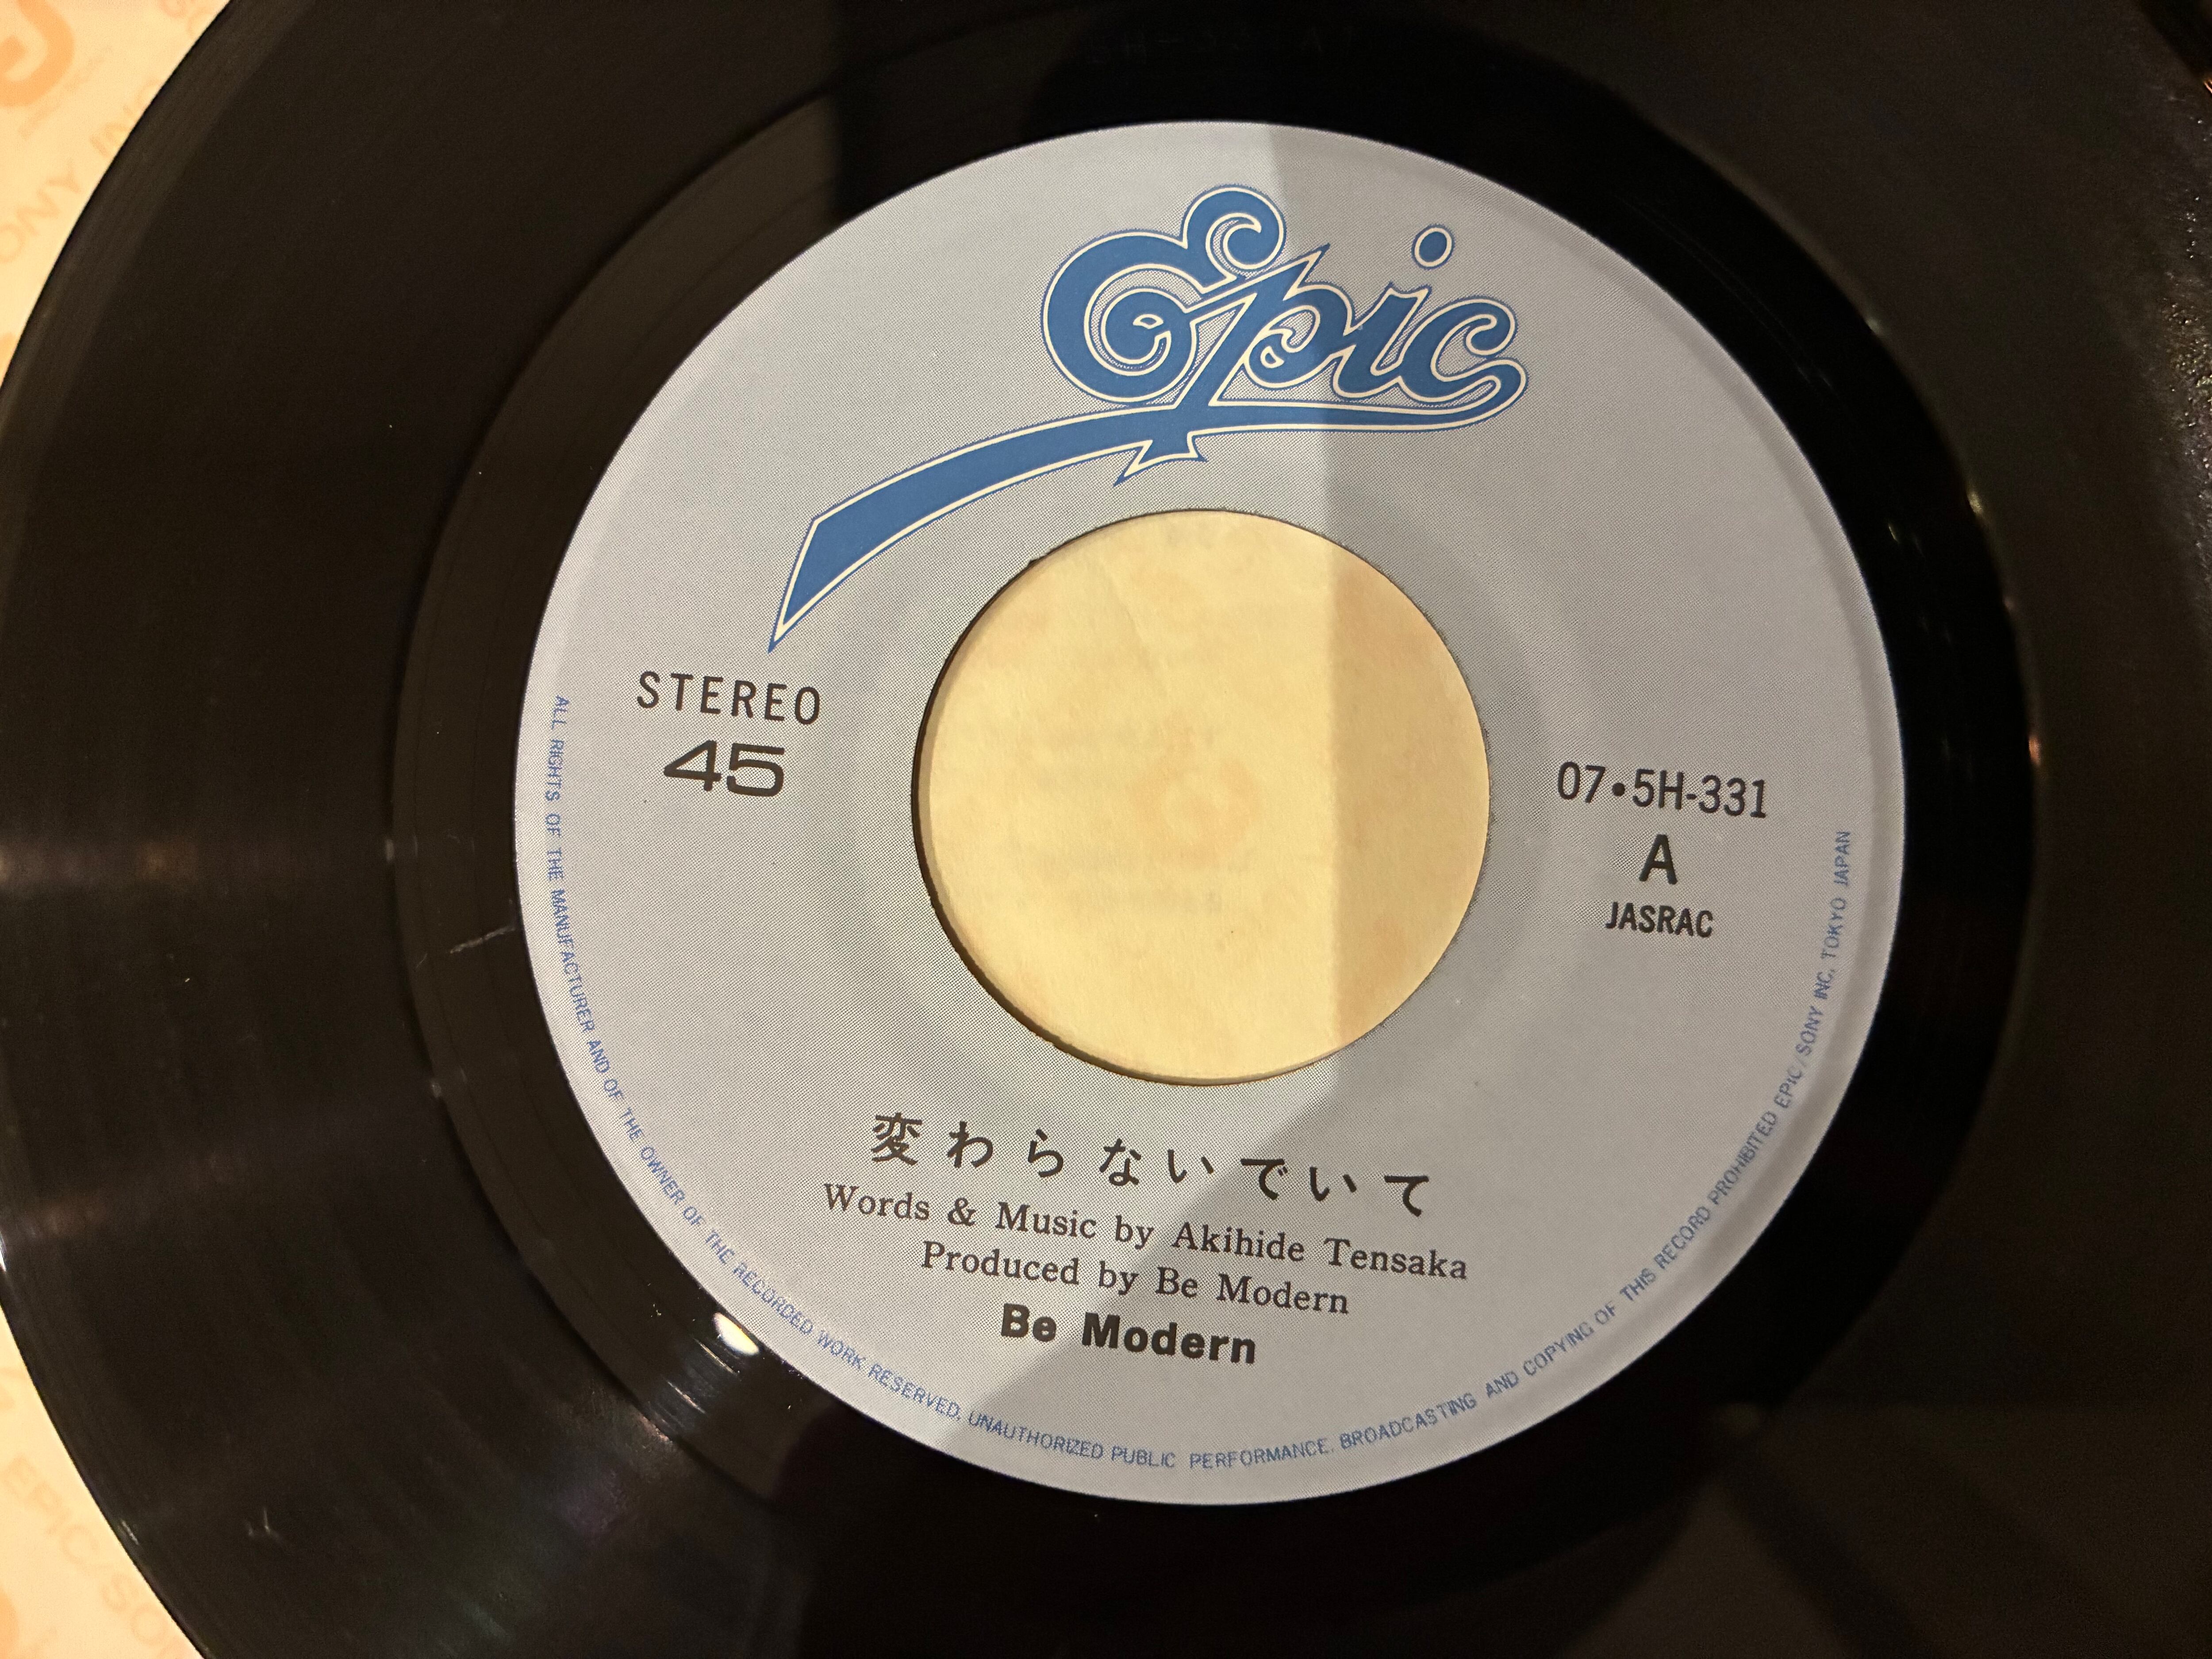 Epic
STEREO
45
07•5H-331
A
JASRAC
変わらないでいて
Words & Music by Akihide Tensaka
Produced by Be Modern
Be Modern
ALL RIGHTS OF THE MANUFACTURER AND OF THE OWNER OF THE RECORDED WORK RESERVED. UNAUTHORIZED PUBLIC PERFORMANCE. BROADCASTING AND COPYING OF THIS RECORD PROHIBITED EPIC/SONY INC. TOKYO JAPAN